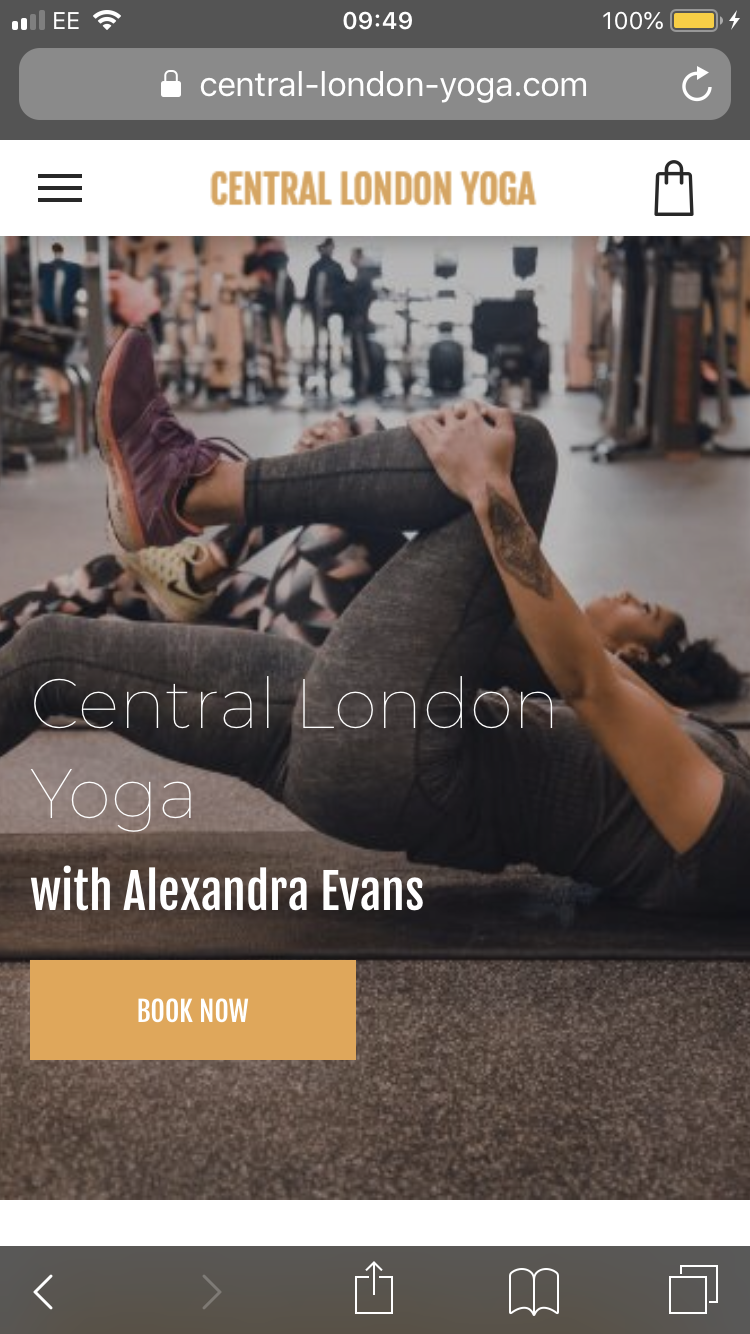 EE 09:49 100%
central-london-yoga.com
CENTRAL LONDON YOGA
Central London
Yoga
with Alexandra Evans
BOOK NOW